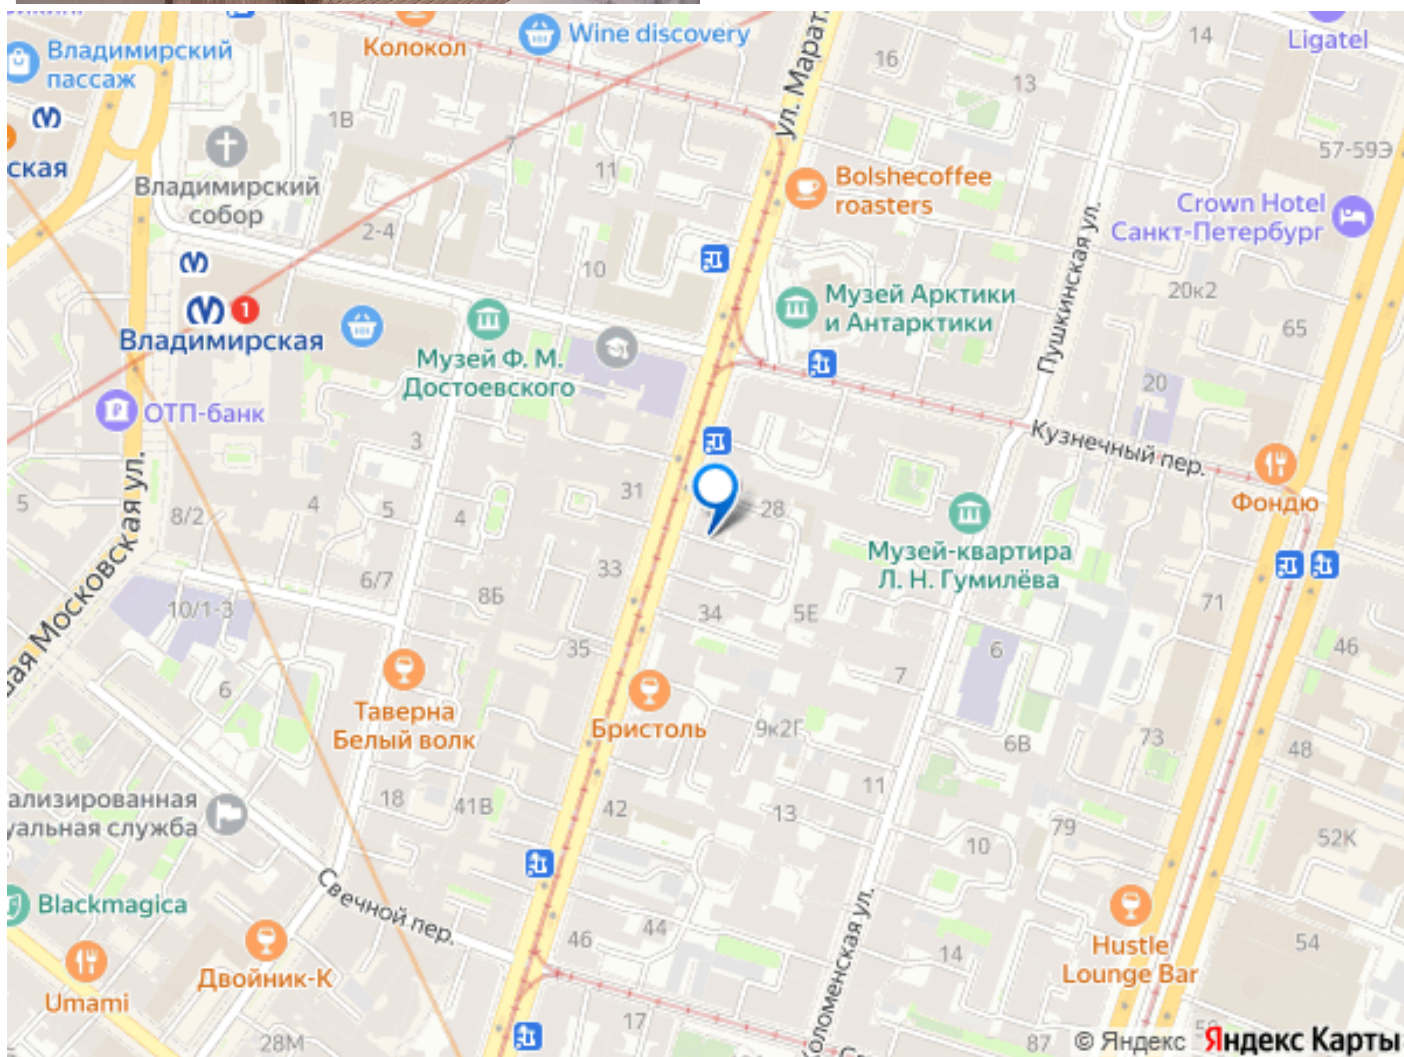 Колокол
Wine discovery
14
Ligatel
Владимирский
пассаж
16
13
ул. Марата
1В
7
57-59Э
ская
11
Bolshecoffee
roasters
Владимирский
собор
Crown Hotel
Санкт-Петербург
2-4
10
Пушкинская ул.
20к2
Музей Арктики
и Антарктики
1
Владимирская
65
Музей Ф. М.
Достоевского
20
ОТП-банк
3
Кузнечный пер.
5
4
5
8/2
4
31
28
Фондю
Музей-квартира
Л. Н. Гумилёва
6/7
33
8Б
10/1-3
34
5Е
71
35
6
46
7
6
Таверна
Белый волк
Бристоль
9к2Г
6В
73
48
шая Московская ул.
ализированная
уальная служба
18
41В
42
11
13
79
10
52К
Свечной пер.
Blackmagica
46
44
14
Hustle
Lounge Bar
54
Двойник-К
Umami
Коломенская ул.
17
28М
87
© Яндекс Яндекс Карты